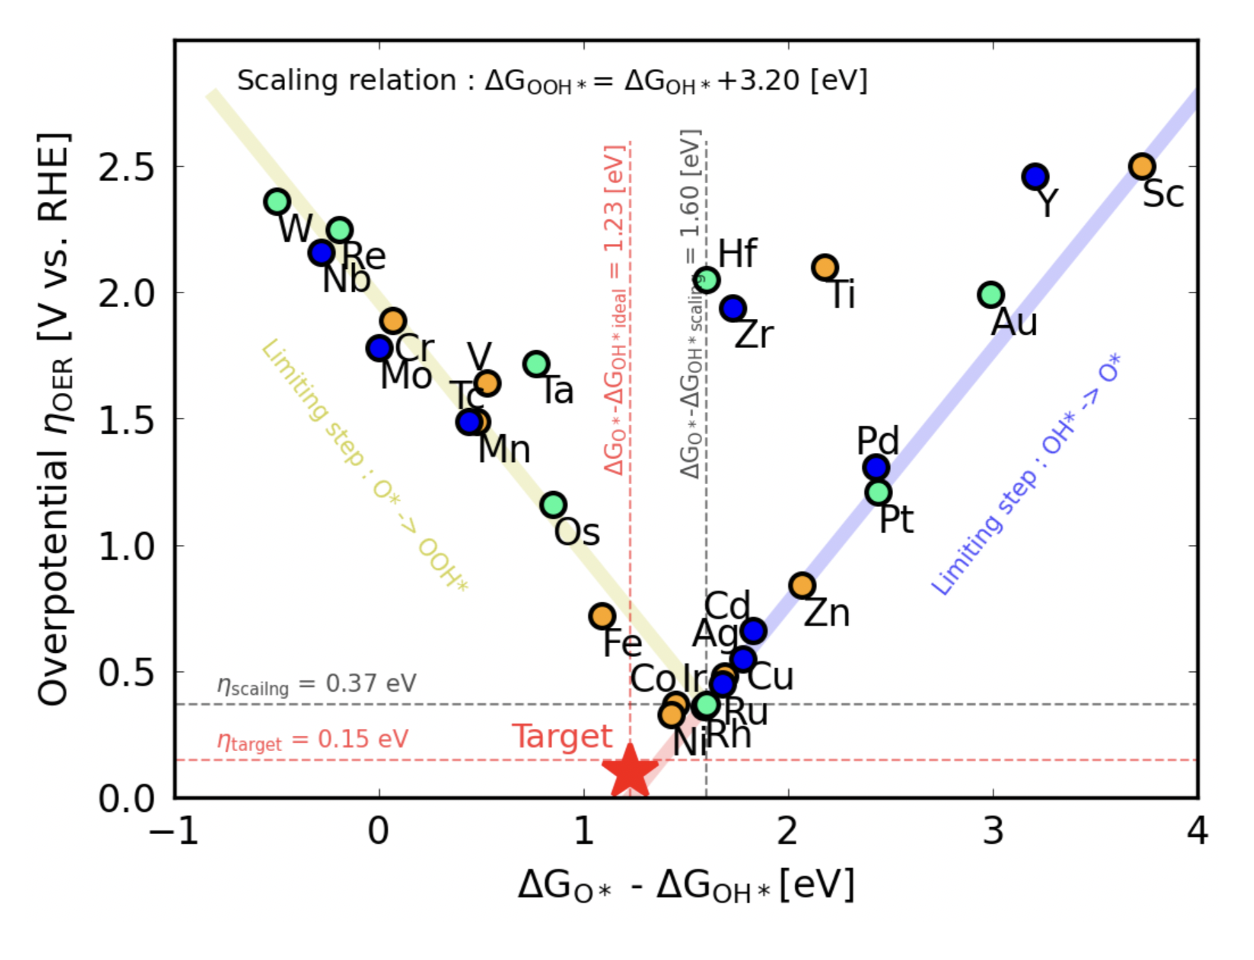 Scaling relation : ΔG_OOH* = ΔG_OH* +3.20 [eV]
Overpotential η_OER [V vs. RHE]
2.5
2.0
1.5
1.0
0.5
0.0
−1
0
1
2
3
4
ΔG_O* - ΔG_OH* [eV]
ΔG_O*-ΔG_OH* ideal = 1.23 [eV]
ΔG_O*-ΔG_OH* scaling = 1.60 [eV]
Limiting step : O* -> OOH*
Limiting step : OH* -> O*
η_scailng = 0.37 eV
η_target = 0.15 eV
Target
W
Re
Nb
Cr
Mo
V
Ta
Tc
Mn
Os
Fe
Hf
Zr
Ti
Y
Sc
Au
Pd
Pt
Zn
Cd
Ag
Cu
Co
Ir
Ru
Ni
Rh